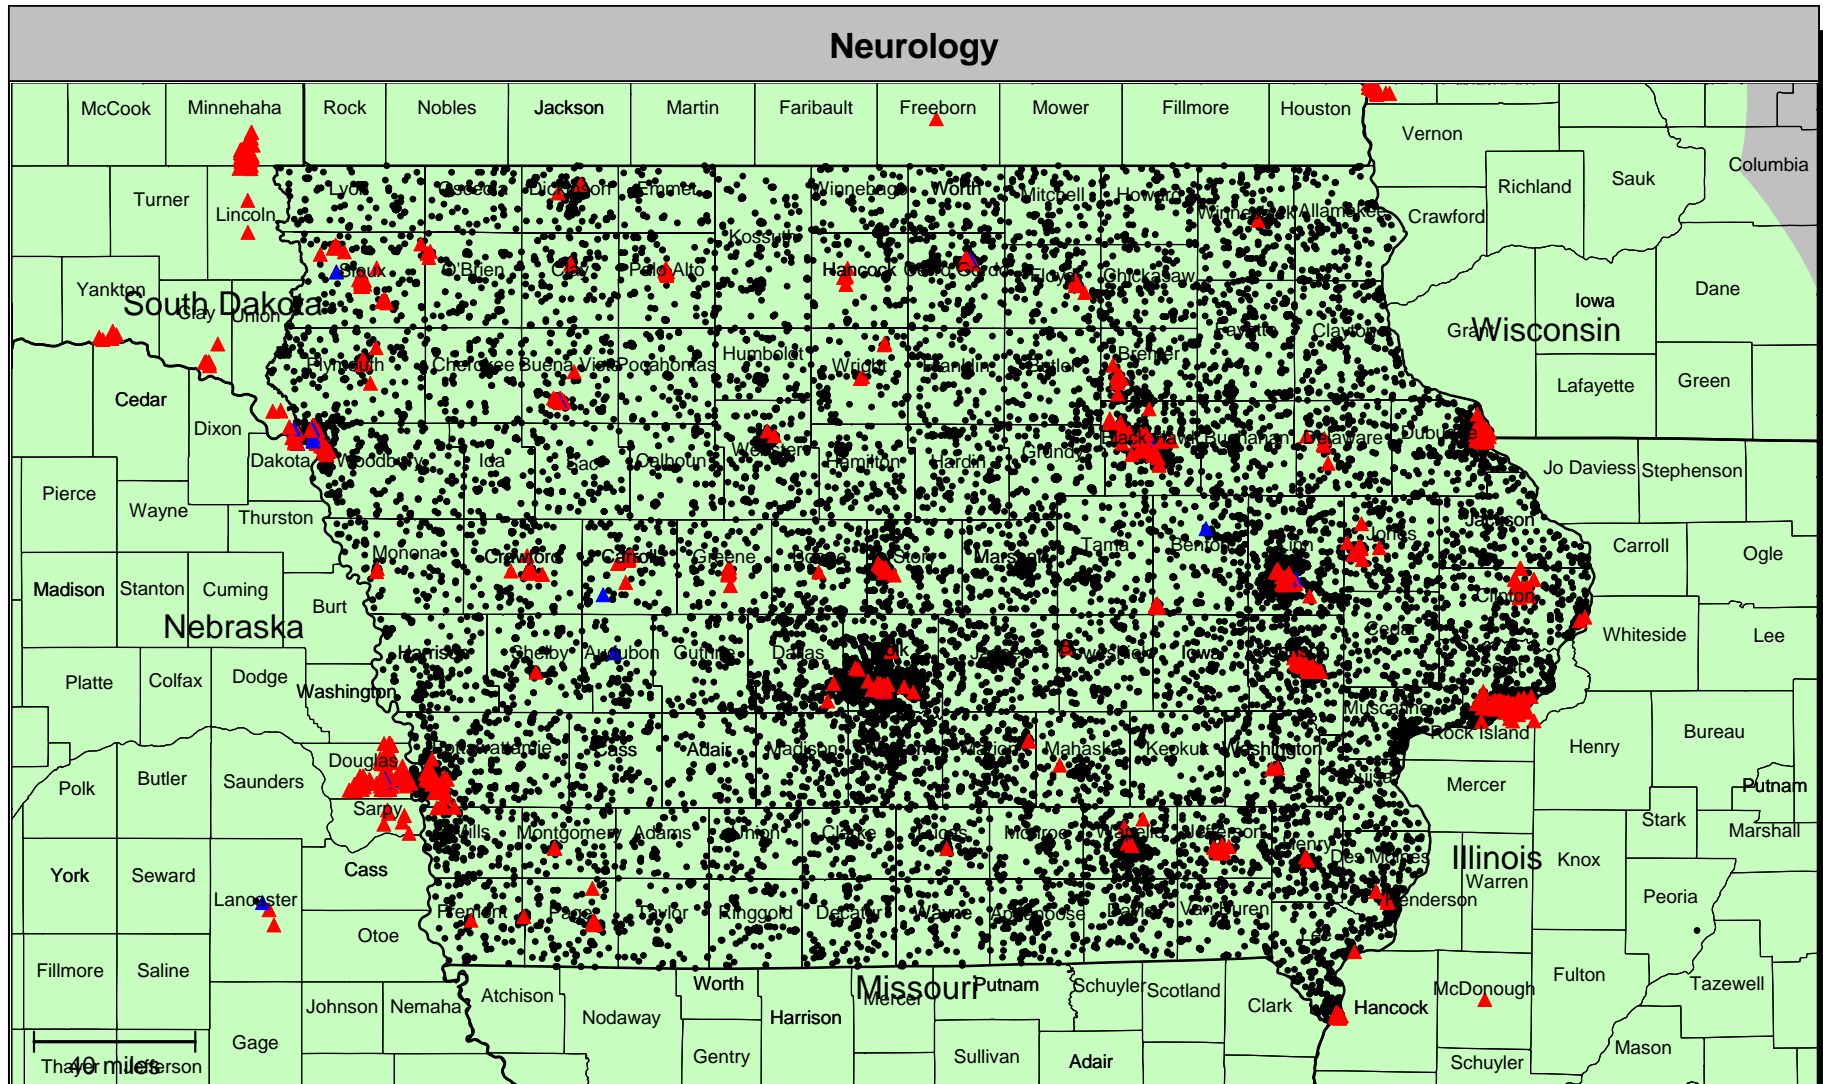 Neurology
McCook Minnehaha Rock Nobles Jackson Martin Faribault Freeborn Mower Fillmore Houston
Vernon
Columbia
Turner Lincoln Lyon Osceola Dickinson Emmet Winnebago Worth Mitchell Howard Winneshiek Allamakee Crawford Richland Sauk
Kossuth
Yankton Clay Union Sioux O'Brien Clay Palo Alto Hancock Cerro Gordo Floyd Chickasaw Iowa Dane
South Dakota
Fayette Clayton Grant Wisconsin
Cedar Plymouth Cherokee Buena Vista Pocahontas Humboldt Wright Franklin Butler Bremer Lafayette Green
Dixon Dakota Woodbury Ida Sac Calhoun Webster Hamilton Hardin Grundy Black Hawk Buchanan Delaware Dubuque
Jo Daviess Stephenson
Pierce Wayne Thurston
Monona Crawford Carroll Greene Boone Story Marshall Tama Benton Linn Jones Jackson Carroll Ogle
Madison Stanton Cuming Burt
Clinton
Nebraska
Harrison Shelby Audubon Guthrie Dallas Polk Jasper Poweshiek Iowa Johnson Cedar Scott Whiteside Lee
Platte Colfax Dodge Washington
Muscatine
Rock Island
Douglas Pottawattamie Cass Adair Madison Warren Marion Mahaska Keokuk Washington Louisa Henry Bureau
Polk Butler Saunders Sarpy Mercer Putnam
Mills Montgomery Adams Union Clarke Lucas Monroe Wapello Jefferson Henry Des Moines Stark Marshall
Illinois
York Seward Cass Warren Knox
Lancaster Fremont Page Taylor Ringgold Decatur Wayne Appanoose Davis Van Buren Henderson Peoria
Otoe Lee
Fillmore Saline Fulton
Missouri
Johnson Nemaha Atchison Nodaway Worth Harrison Mercer Putnam Schuyler Scotland Clark Hancock McDonough Tazewell
Gage Gentry Sullivan Adair Schuyler Mason
40 miles
Thayer Jefferson